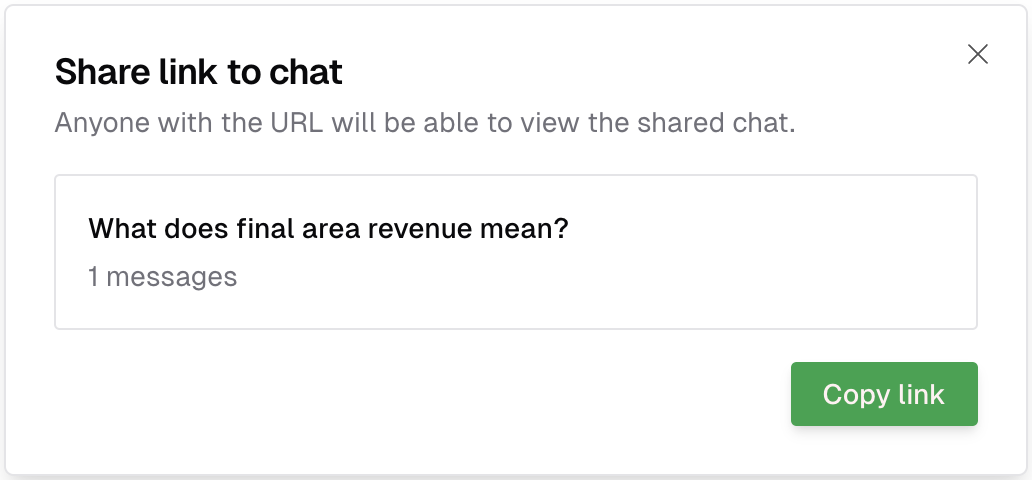 Share link to chat
Anyone with the URL will be able to view the shared chat.
What does final area revenue mean?
1 messages
Copy link